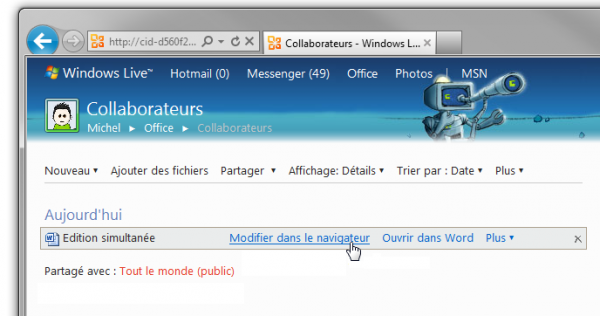 http://cid-d560f2...
Collaborateurs - Windows L...
Windows Live™ Hotmail (0) Messenger (49) Office Photos | MSN
Collaborateurs
Michel ▸ Office ▸ Collaborateurs
Nouveau ▾ Ajouter des fichiers Partager ▾ Affichage: Détails ▾ Trier par : Date ▾ Plus ▾
Aujourd'hui
Edition simultanée Modifier dans le navigateur Ouvrir dans Word Plus ▾ X
Partagé avec : Tout le monde (public)